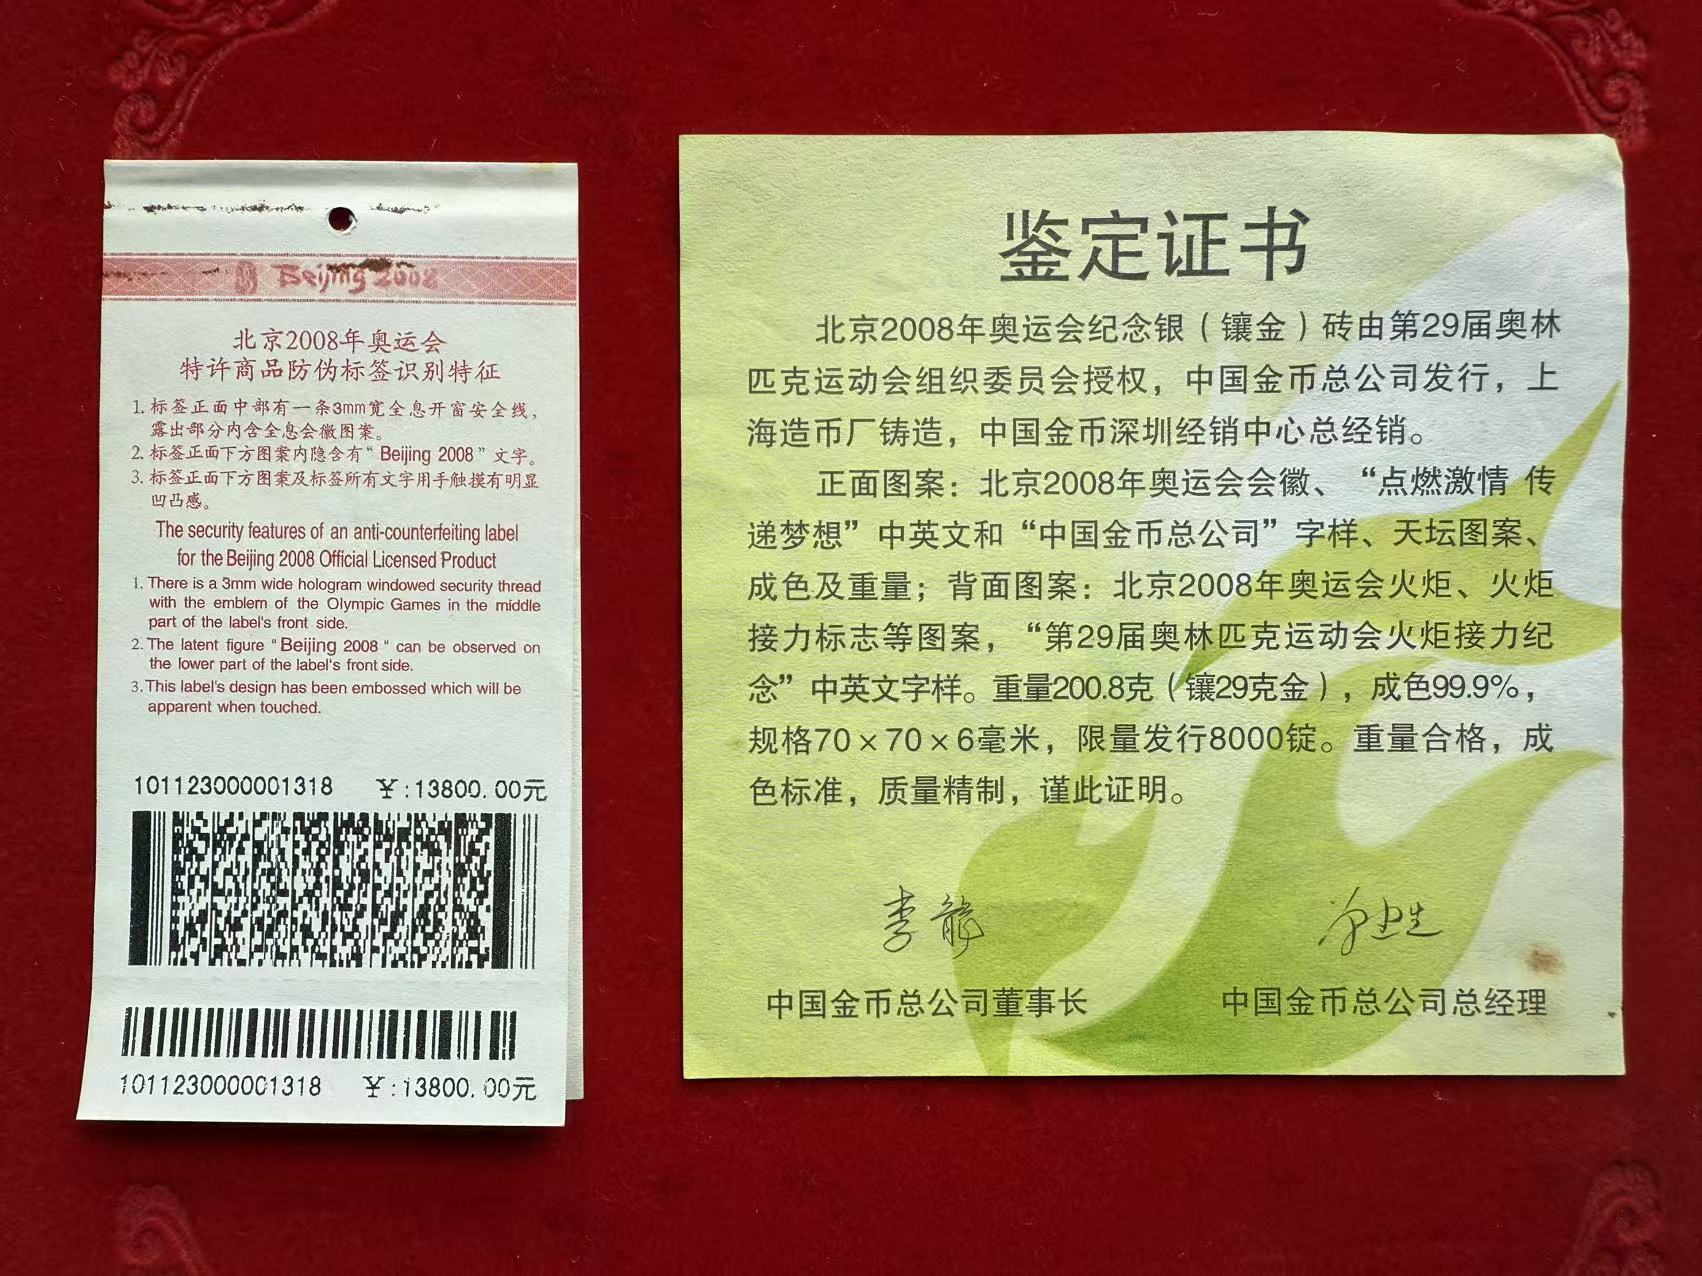 Beijing 2008
北京2008年奥运会
特许商品防伪标签识别特征
1. 标签正面中部有一条3mm宽全息开窗安全线，
露出部分内含全息会徽图案。
2. 标签正面下方图案内隐含有“Beijing 2008”文字。
3. 标签正面下方图案及标签所有文字用手触摸有明显
凹凸感。
The security features of an anti-counterfeiting label
for the Beijing 2008 Official Licensed Product
1. There is a 3mm wide hologram windowed security thread
with the emblem of the Olympic Games in the middle
part of the label's front side.
2. The latent figure "Beijing 2008" can be observed on
the lower part of the label's front side.
3. This label's design has been embossed which will be
apparent when touched.
101123000001318 ￥:13800.00元
101123000001318 ￥:13800.00元
鉴定证书
北京2008年奥运会纪念银（镶金）砖由第29届奥林
匹克运动会组织委员会授权，中国金币总公司发行，上
海造币厂铸造，中国金币深圳经销中心总经销。
正面图案：北京2008年奥运会会徽、“点燃激情 传
递梦想”中英文和“中国金币总公司”字样、天坛图案、
成色及重量；背面图案：北京2008年奥运会火炬、火炬
接力标志等图案，“第29届奥林匹克运动会火炬接力纪
念”中英文字样。重量200.8克（镶29克金），成色99.9%，
规格70×70×6毫米，限量发行8000锭。重量合格，成
色标准，质量精制，谨此证明。
中国金币总公司董事长
中国金币总公司总经理